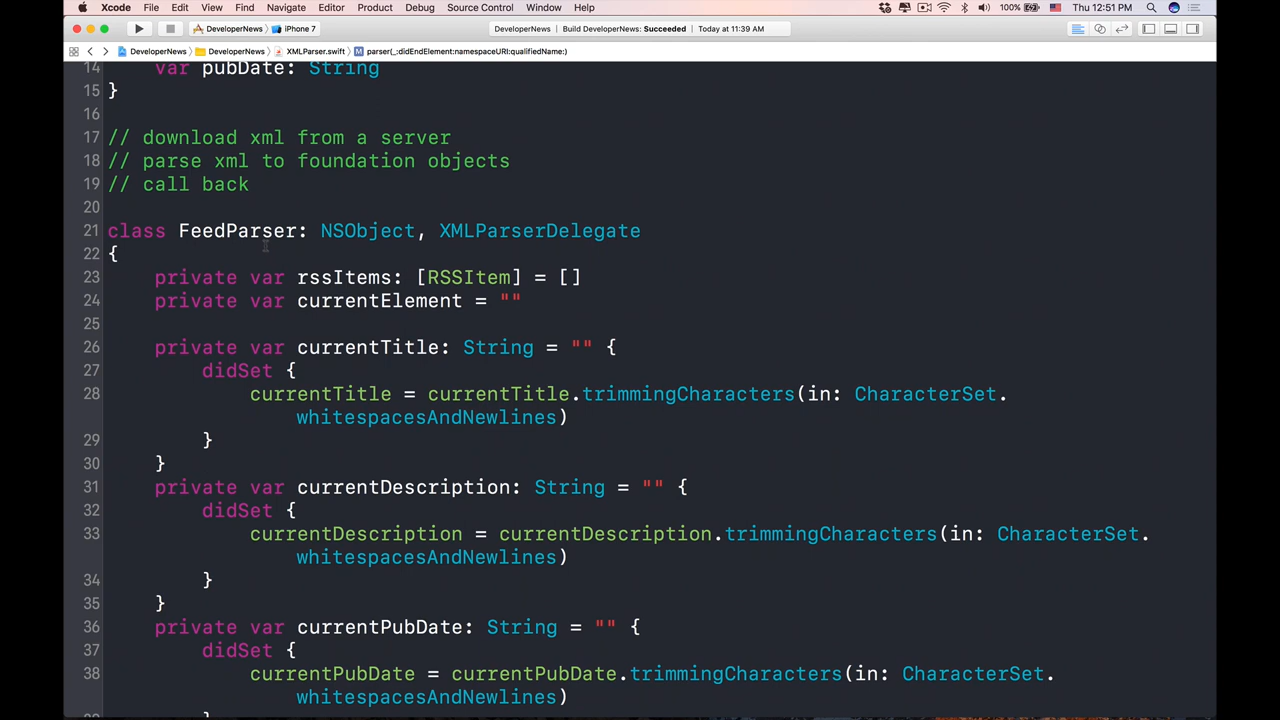 Xcode File Edit View Find Navigate Editor Product Debug Source Control Window Help 100% Thu 12:51 PM
DeveloperNews iPhone 7 DeveloperNews Build DeveloperNews: Succeeded Today at 11:39 AM
DeveloperNews DeveloperNews XMLParser.swift M parser(_:didEndElement:namespaceURI:qualifiedName:)
14 var pubDate: String
15 }
16
17 // download xml from a server
18 // parse xml to foundation objects
19 // call back
20
21 class FeedParser: NSObject, XMLParserDelegate
22 {
23 private var rssItems: [RSSItem] = []
24 private var currentElement = ""
25
26 private var currentTitle: String = "" {
27 didSet {
28 currentTitle = currentTitle.trimmingCharacters(in: CharacterSet.
whitespacesAndNewlines)
29 }
30 }
31 private var currentDescription: String = "" {
32 didSet {
33 currentDescription = currentDescription.trimmingCharacters(in: CharacterSet.
whitespacesAndNewlines)
34 }
35 }
36 private var currentPubDate: String = "" {
37 didSet {
38 currentPubDate = currentPubDate.trimmingCharacters(in: CharacterSet.
whitespacesAndNewlines)